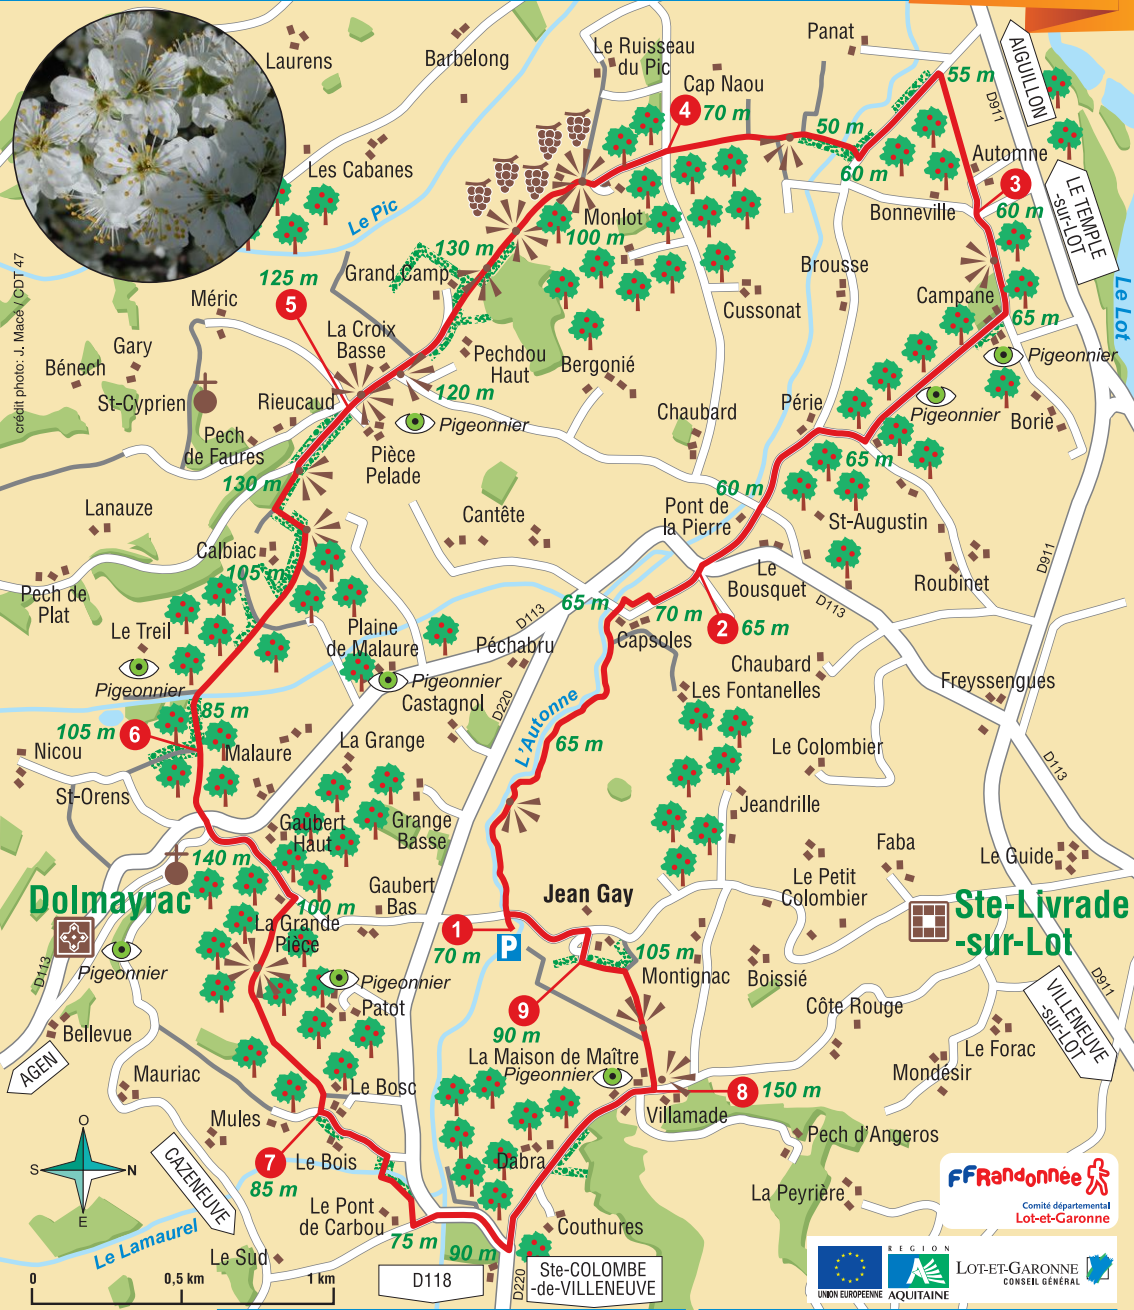 Laurens
Barbelong
Le Ruisseau
du Pic
Panat
Cap Naou
4
70 m
55 m
AIGUILLON
D911
50 m
60 m
Automne
3
60 m
LE TEMPLE
-sur-LOT
Bonneville
Les Cabanes
Le Pic
Monlot
100 m
130 m
Grand Camp
125 m
5
Méric
Brousse
Campane
65 m
Le Lot
Cussonat
La Croix
Basse
Pechdou
Haut
Bergonié
Pigeonnier
Gary
Bénech
St-Cyprien
Rieucaud
120 m
Pigeonnier
Chaubard
Périe
Pigeonnier
Borie
crédit photo: J. Macé / CDT 47
Pech
de Faures
130 m
Pièce
Pelade
65 m
60 m
Lanauze
Cantête
Pont de
la Pierre
St-Augustin
Calbiac
105 m
Le
Bousquet
Roubinet
D911
Pech de
Plat
Le Treil
Plaine
de Malaure
D113
65 m
70 m
2
65 m
D113
Péchabru
Capsoles
Chaubard
Pigeonnier
Pigeonnier
Castagnol
D220
Les Fontanelles
Freyssengues
85 m
105 m
6
L'Automne
65 m
Nicou
Malaure
La Grange
Le Colombier
D113
St-Orens
Jeandrille
Gaubert
Haut
Grange
Basse
Faba
Le Guide
140 m
Le Petit
Colombier
Dolmayrac
100 m
Gaubert
Bas
Jean Gay
Ste-Livrade
-sur-Lot
La Grande
Pièce
1
70 m
P
105 m
Montignac
Boissié
D113
Pigeonnier
Pigeonnier
D911
VILLENEUVE
-sur-LOT
Patot
9
90 m
Côte Rouge
Bellevue
Le Forac
AGEN
La Maison de Maître
Pigeonnier
Mondésir
Mauriac
Le Bosc
8
150 m
Villamade
Mules
Pech d'Angeros
O
S
N
E
7
85 m
Le Bois
Dabra
CAZENEUVE
La Peyrière
FFRandonnée
Comité départemental
Lot-et-Garonne
Le Pont
de Carbou
75 m
90 m
Couthures
Le Lamaurel
Le Sud
0
0,5 km
1 km
D118
D220
Ste-COLOMBE
-de-VILLENEUVE
UNION EUROPEENNE
REGION
AQUITAINE
LOT-ET-GARONNE
CONSEIL GÉNÉRAL